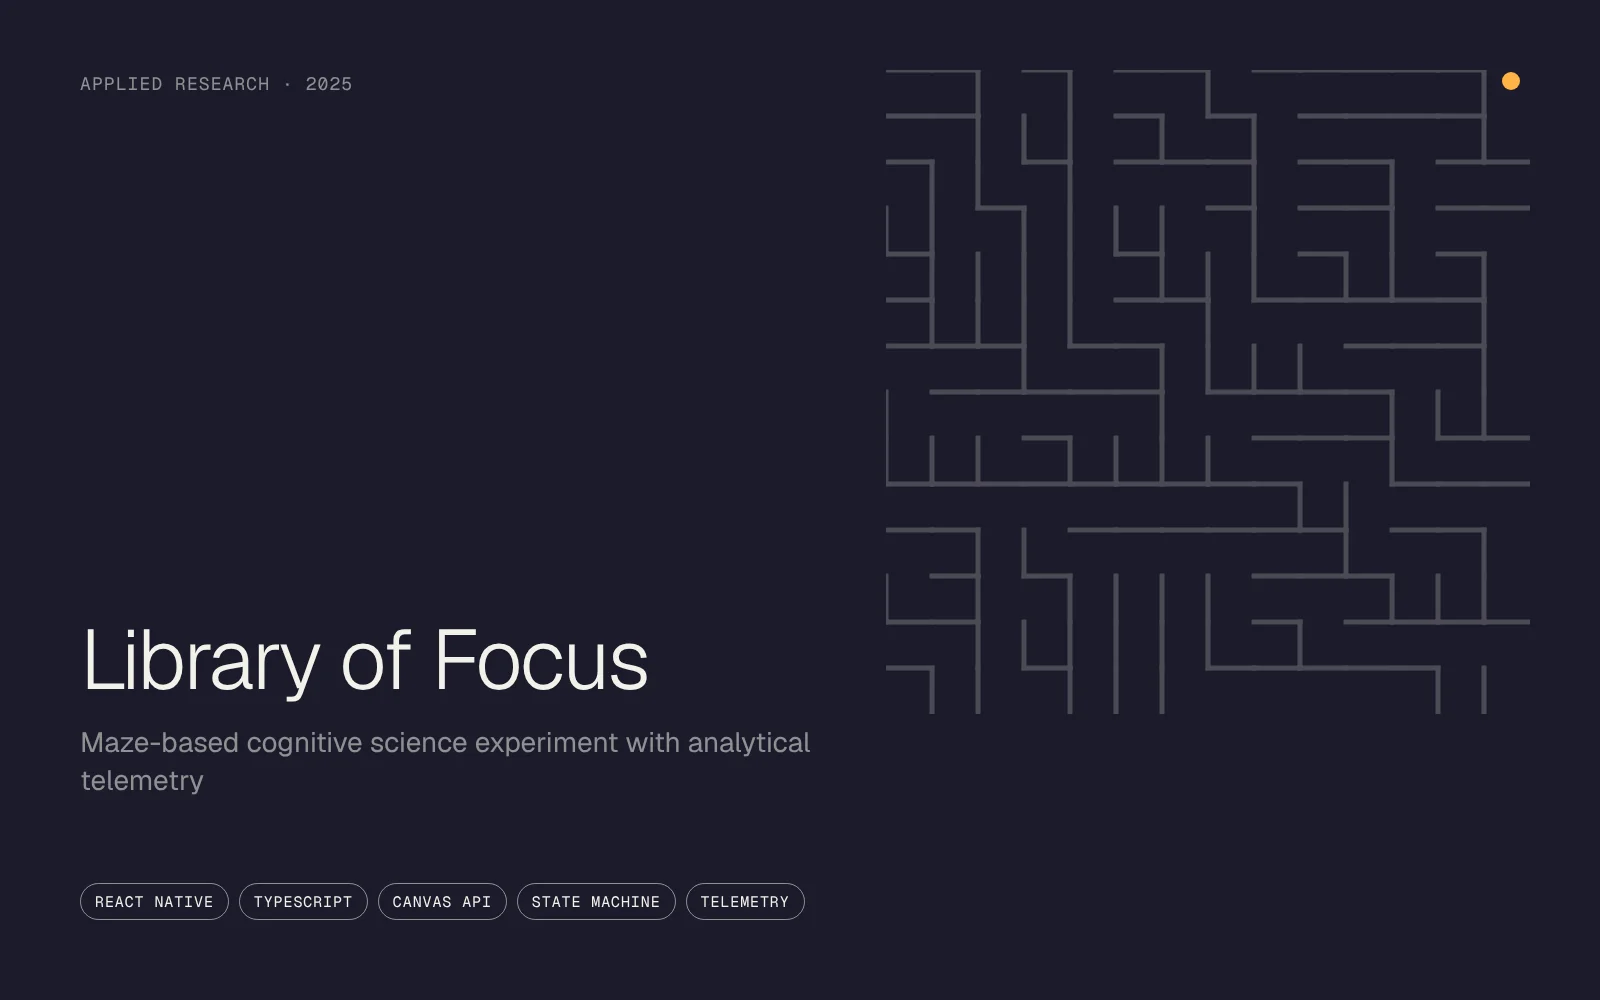 APPLIED RESEARCH · 2025
Library of Focus
Maze-based cognitive science experiment with analytical
telemetry
REACT NATIVE
TYPESCRIPT
CANVAS API
STATE MACHINE
TELEMETRY